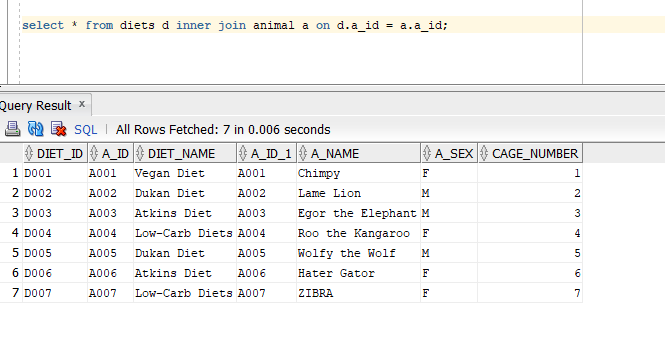 select * from diets d inner join animal a on d.a_id = a.a_id;
Query Result x
SQL | All Rows Fetched: 7 in 0.006 seconds
DIET_ID A_ID DIET_NAME A_ID_1 A_NAME A_SEX CAGE_NUMBER
1 D001 A001 Vegan Diet A001 Chimpy F 1
2 D002 A002 Dukan Diet A002 Lame Lion M 2
3 D003 A003 Atkins Diet A003 Egor the Elephant M 3
4 D004 A004 Low-Carb Diets A004 Roo the Kangaroo F 4
5 D005 A005 Dukan Diet A005 Wolfy the Wolf M 5
6 D006 A006 Atkins Diet A006 Hater Gator F 6
7 D007 A007 Low-Carb Diets A007 ZIBRA F 7